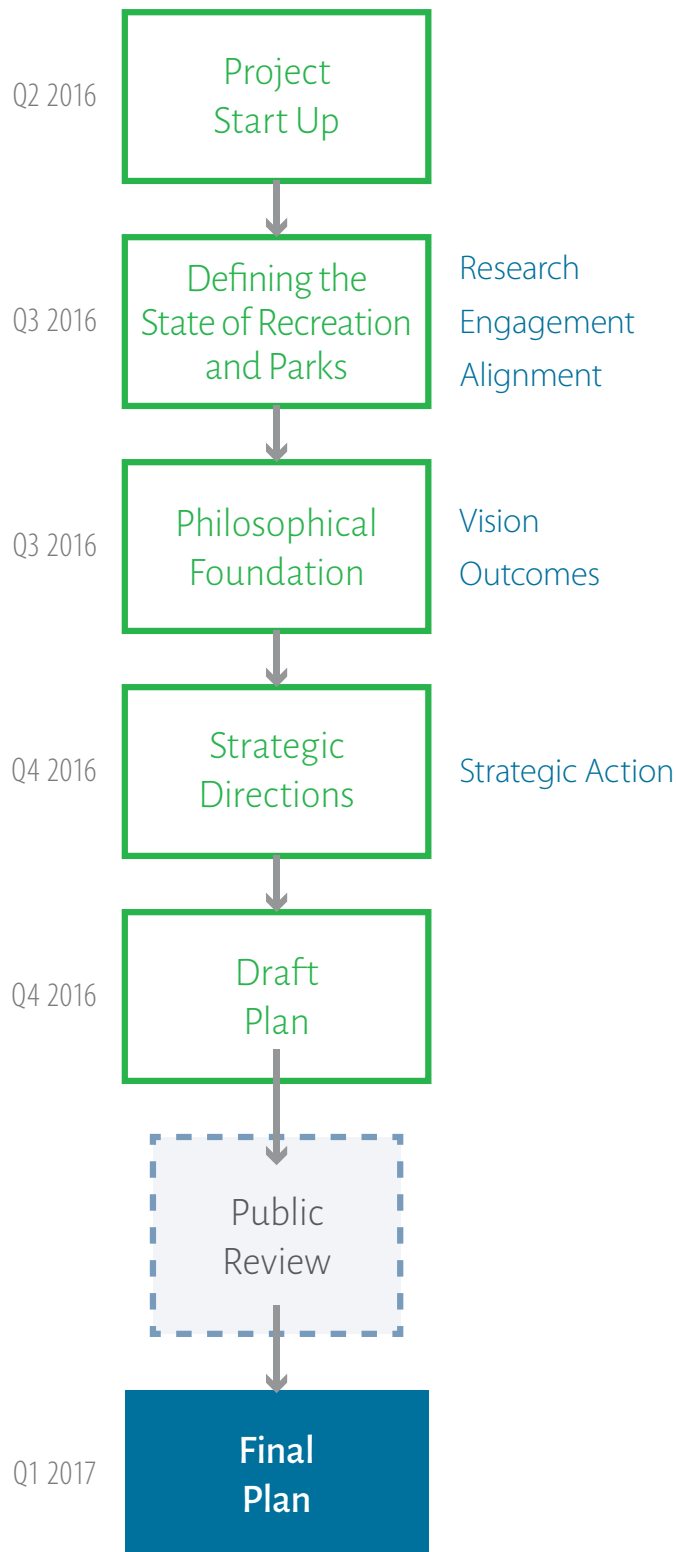 Q2 2016
Project
Start Up
Q3 2016
Defining the
State of Recreation
and Parks
Research
Engagement
Alignment
Q3 2016
Philosophical
Foundation
Vision
Outcomes
Q4 2016
Strategic
Directions
Strategic Action
Q4 2016
Draft
Plan
Public
Review
Q1 2017
Final
Plan